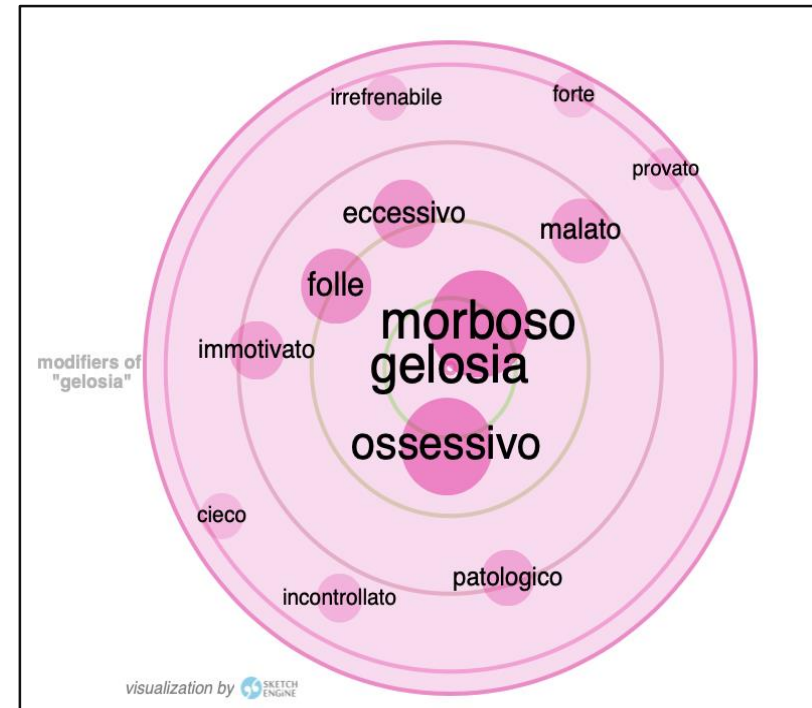 irrefrenabile
forte
provato
eccessivo
malato
folle
morboso
immotivato
gelosia
modifiers of
"gelosia"
ossessivo
cieco
patologico
incontrollato
visualization by SKETCH
ENGINE